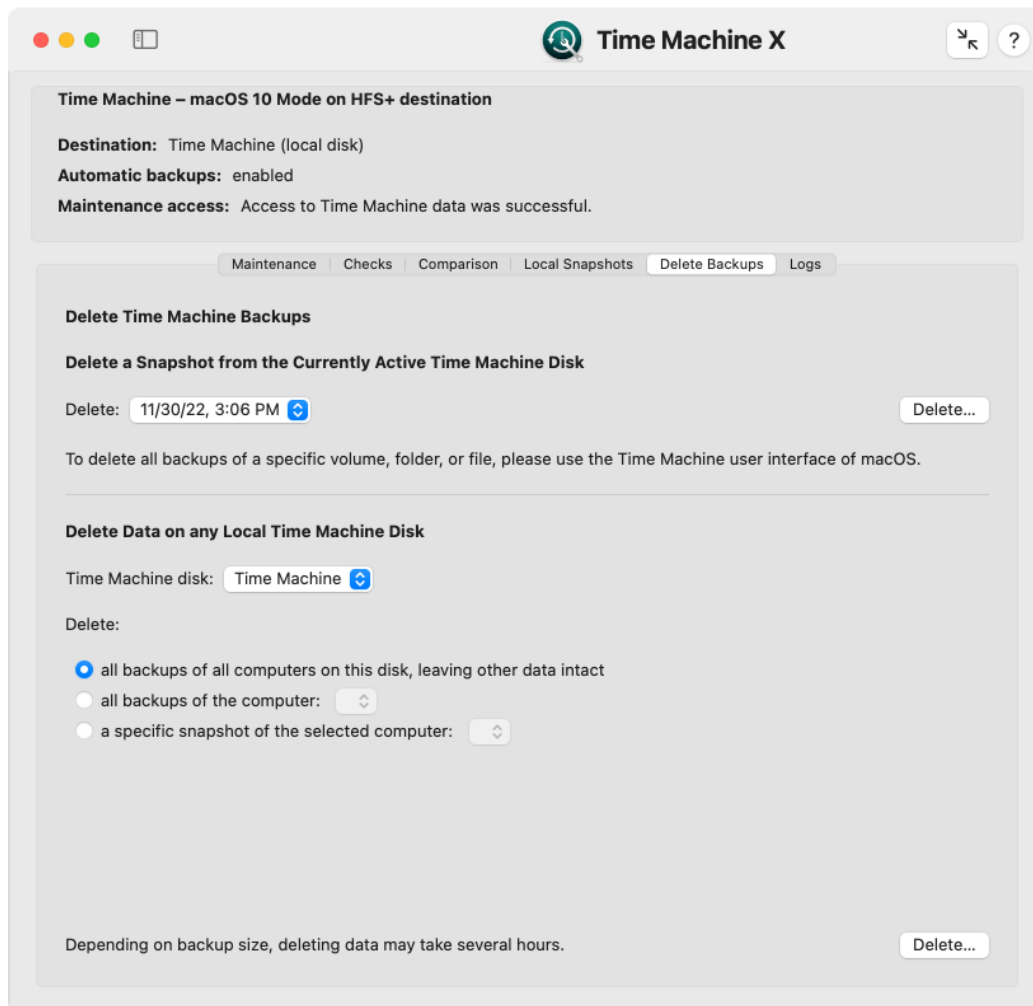 Time Machine X
?
Time Machine – macOS 10 Mode on HFS+ destination
Destination: Time Machine (local disk)
Automatic backups: enabled
Maintenance access: Access to Time Machine data was successful.
Maintenance Checks Comparison Local Snapshots Delete Backups Logs
Delete Time Machine Backups
Delete a Snapshot from the Currently Active Time Machine Disk
Delete: 11/30/22, 3:06 PM Delete...
To delete all backups of a specific volume, folder, or file, please use the Time Machine user interface of macOS.
Delete Data on any Local Time Machine Disk
Time Machine disk: Time Machine
Delete:
all backups of all computers on this disk, leaving other data intact
all backups of the computer:
a specific snapshot of the selected computer:
Depending on backup size, deleting data may take several hours. Delete...